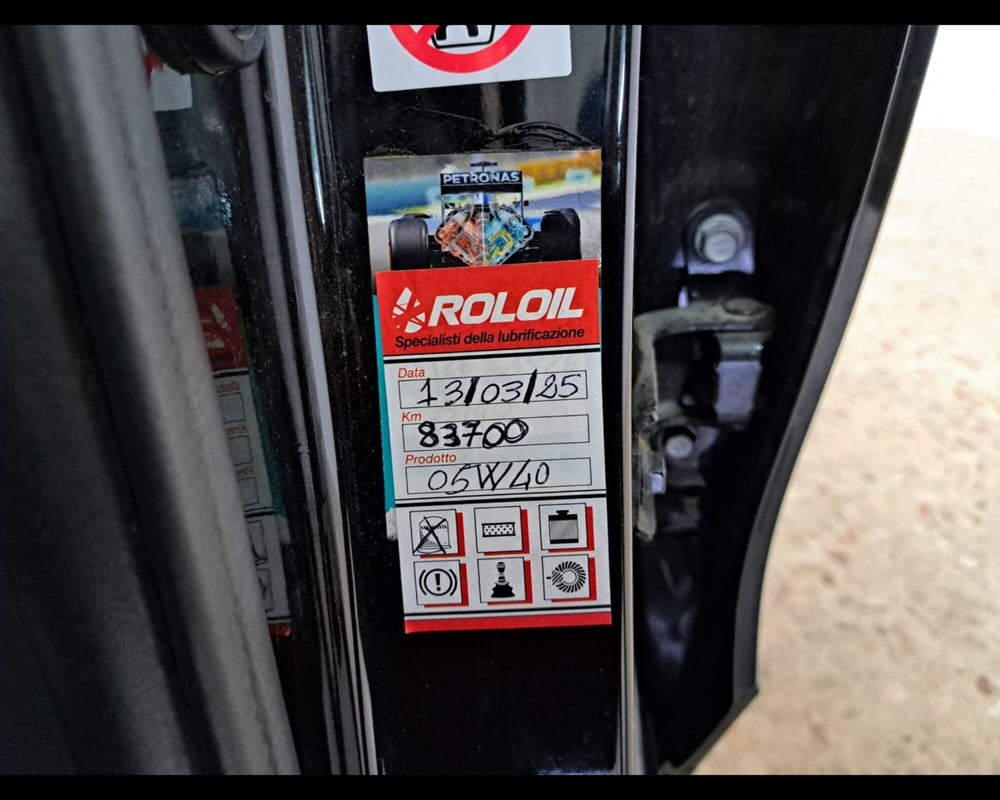 PETRONAS
ROLOIL
Specialisti della lubrificazione
Data
13/03/25
Km
83700
Prodotto
05W40